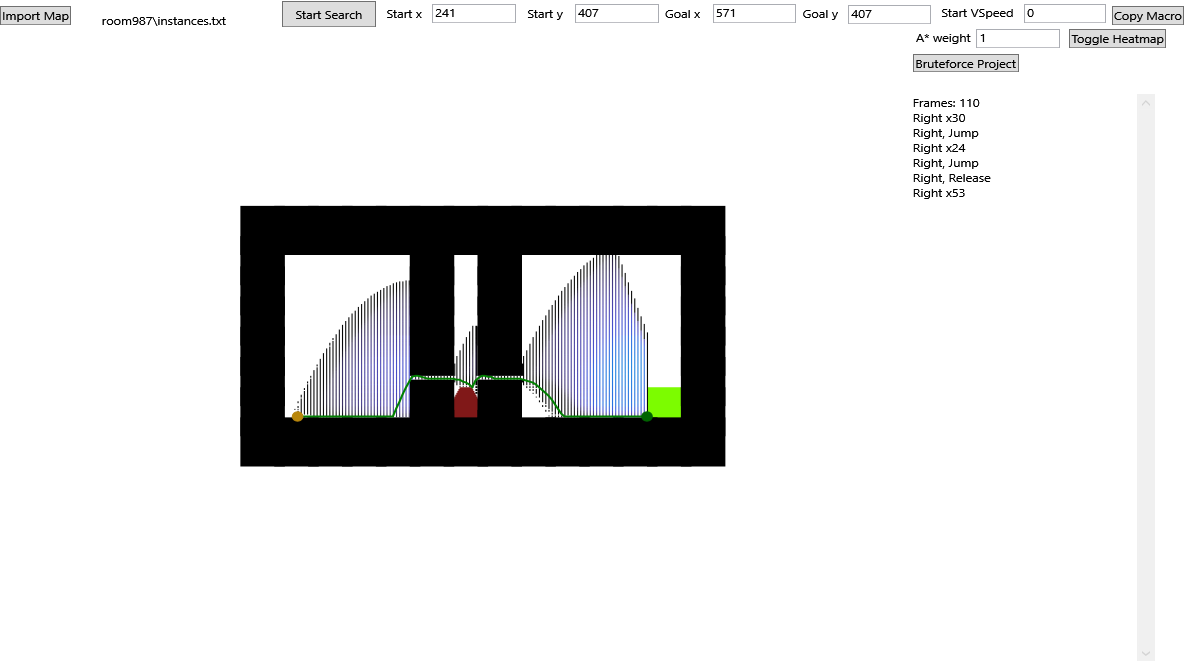 Import Map
room987\instances.txt
Start Search
Start x 241
Start y 407
Goal x 571
Goal y 407
Start VSpeed 0
Copy Macro
A* weight 1
Toggle Heatmap
Bruteforce Project
Frames: 110
Right x30
Right, Jump
Right x24
Right, Jump
Right, Release
Right x53